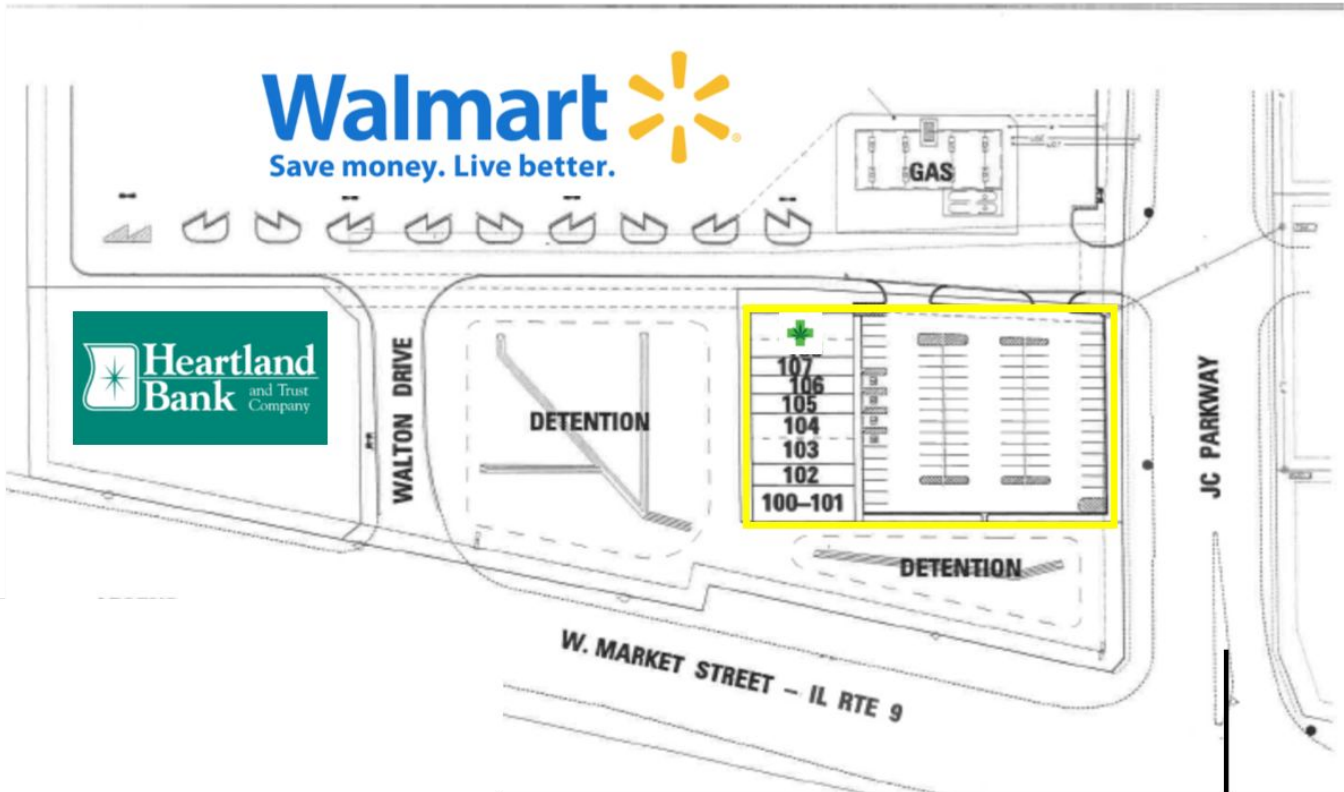 Walmart
Save money. Live better.
GAS
Heartland
Bank
and Trust
Company
WALTON DRIVE
DETENTION
107
106
105
104
103
102
100–101
JC PARKWAY
DETENTION
W. MARKET STREET – IL RTE 9